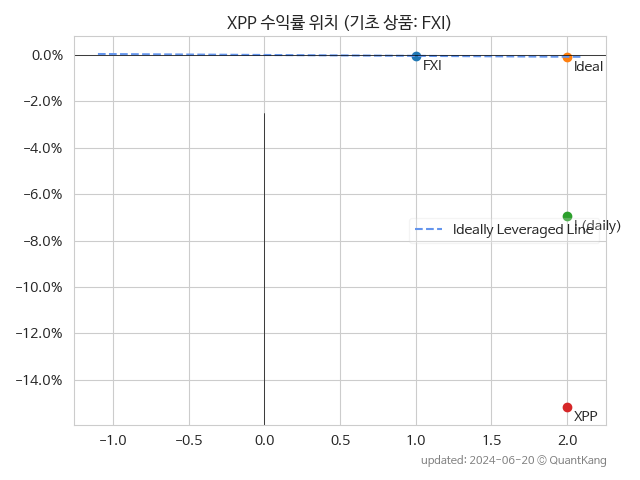 XPP 수익률 위치 (기초 상품: FXI)
0.0%
−2.0%
−4.0%
−6.0%
−8.0%
−10.0%
−12.0%
−14.0%
FXI
Ideal
(daily)
Ideally Leveraged Line
XPP
−1.0 −0.5 0.0 0.5 1.0 1.5 2.0
updated: 2024-06-20 © QuantKang